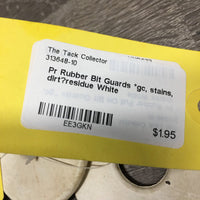 The Tack Collector
313648-10
Pr Rubber Bit Guards *gc, stains,
dirt?residue White
EE3GKN
$1.95